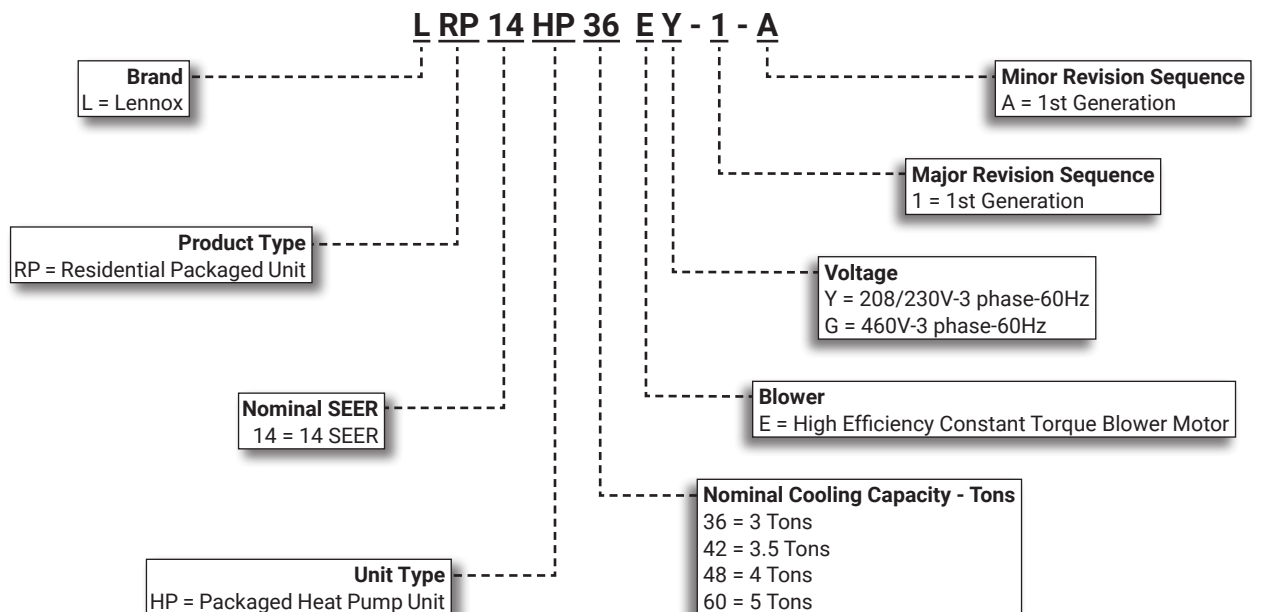 L RP 14 HP 36 E Y - 1 - A
Brand
L = Lennox
Minor Revision Sequence
A = 1st Generation
Major Revision Sequence
1 = 1st Generation
Product Type
RP = Residential Packaged Unit
Voltage
Y = 208/230V-3 phase-60Hz
G = 460V-3 phase-60Hz
Nominal SEER
14 = 14 SEER
Blower
E = High Efficiency Constant Torque Blower Motor
Nominal Cooling Capacity - Tons
36 = 3 Tons
42 = 3.5 Tons
48 = 4 Tons
60 = 5 Tons
Unit Type
HP = Packaged Heat Pump Unit